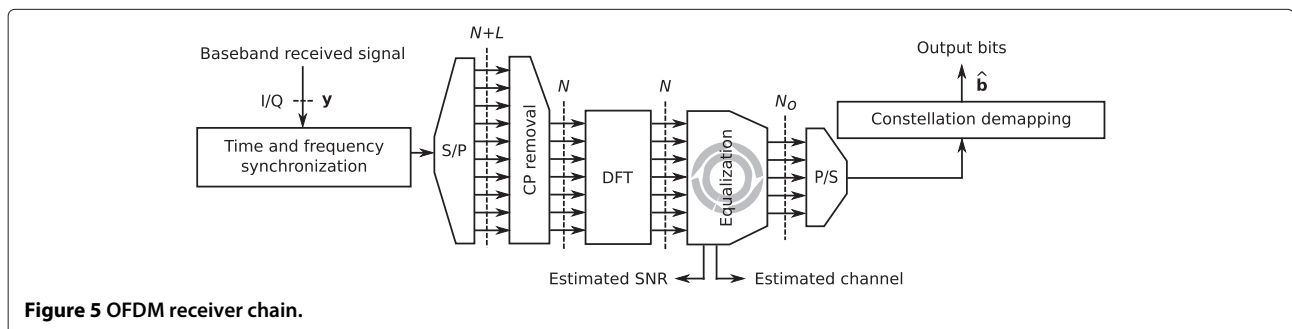 Baseband received signal
I/Q
y
Time and frequency
synchronization
S/P
N+L
CP removal
N
DFT
N
Equalization
N_O
P/S
Output bits
b̂
Constellation demapping
Estimated SNR
Estimated channel
Figure 5 OFDM receiver chain.